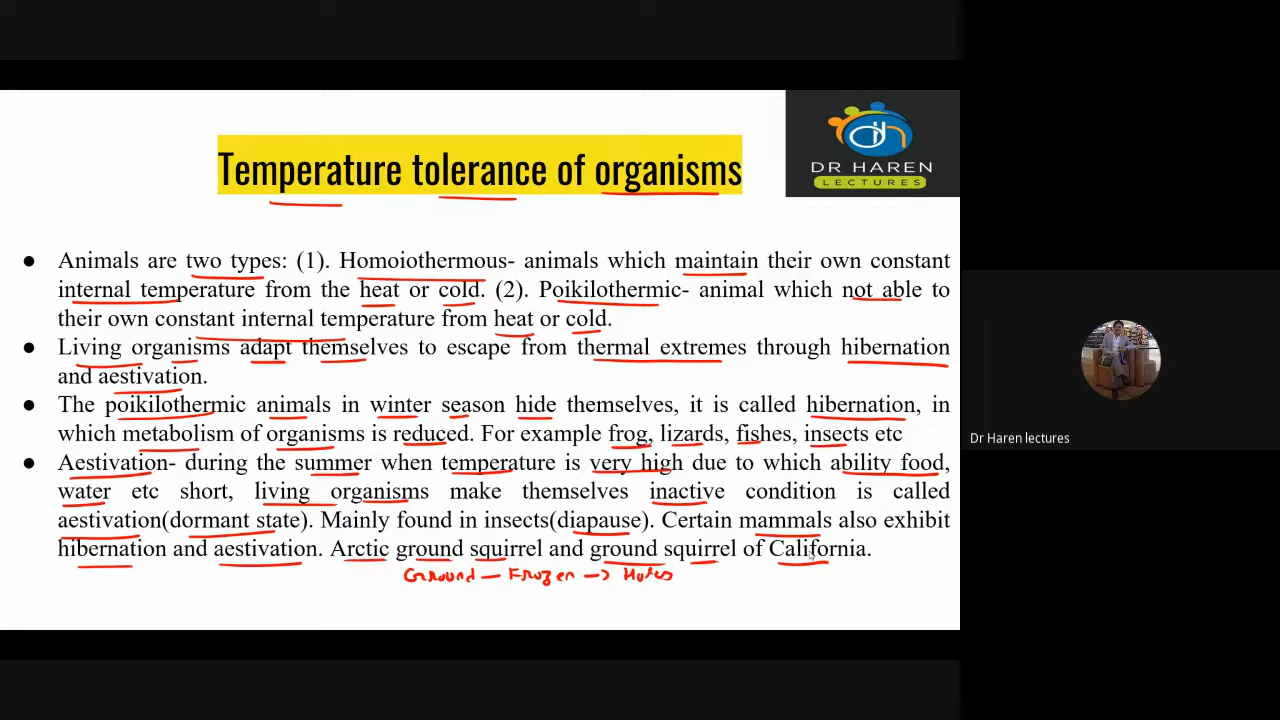 Temperature tolerance of organisms
DR HAREN
LECTURES
● Animals are two types: (1). Homoiothermous- animals which maintain their own constant
internal temperature from the heat or cold. (2). Poikilothermic- animal which not able to
their own constant internal temperature from heat or cold.
● Living organisms adapt themselves to escape from thermal extremes through hibernation
and aestivation.
● The poikilothermic animals in winter season hide themselves, it is called hibernation, in
which metabolism of organisms is reduced. For example frog, lizards, fishes, insects etc
● Aestivation- during the summer when temperature is very high due to which ability food,
water etc short, living organisms make themselves inactive condition is called
aestivation(dormant state). Mainly found in insects(diapause). Certain mammals also exhibit
hibernation and aestivation. Arctic ground squirrel and ground squirrel of California.
Ground — Frozen → Holes
Dr Haren lectures